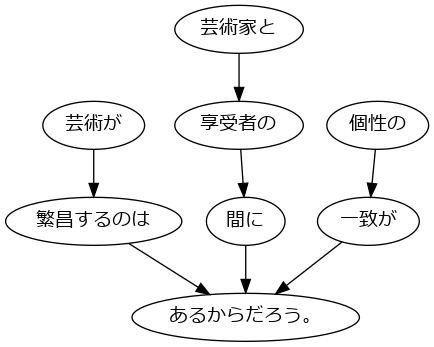 芸術家と
芸術が
享受者の
個性の
繁昌するのは
間に
一致が
あるからだろう。